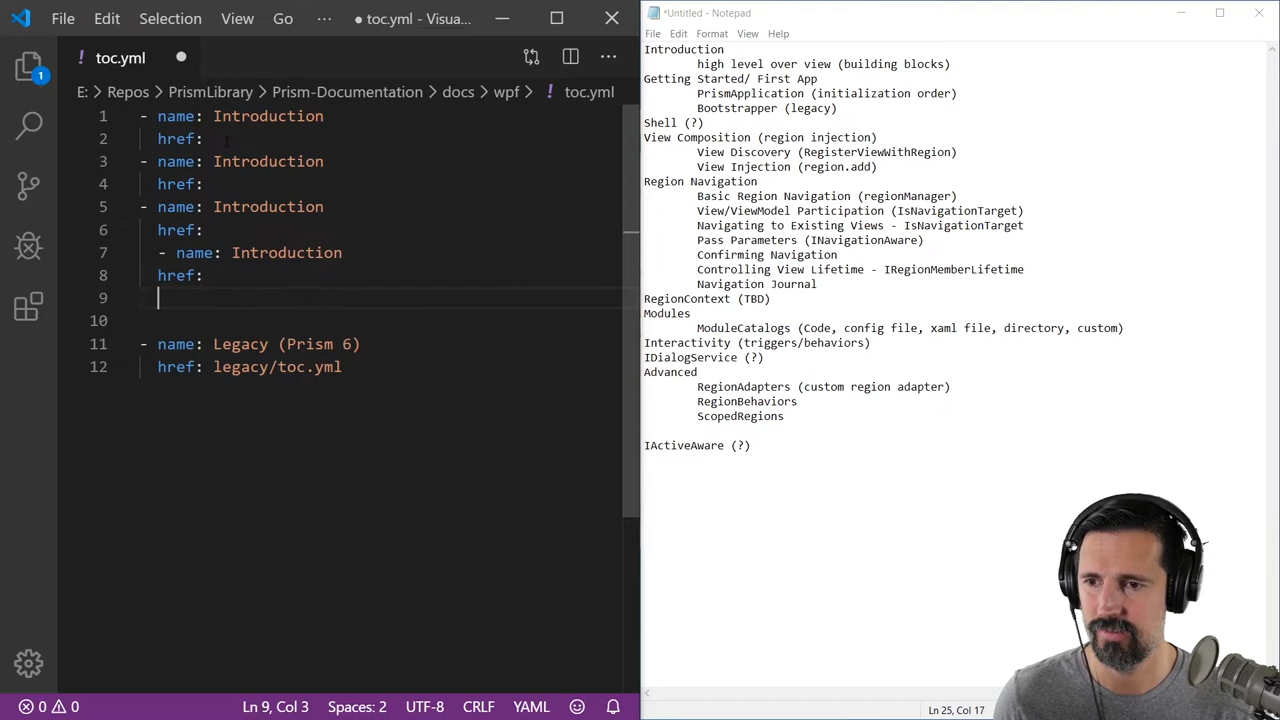 File Edit Selection View Go ··· ● toc.yml - Visua...
! toc.yml
E: > Repos > PrismLibrary > Prism-Documentation > docs > wpf > ! toc.yml
1 - name: Introduction
2 href:
3 - name: Introduction
4 href:
5 - name: Introduction
6 href:
7 - name: Introduction
8 href:
9
10
11 - name: Legacy (Prism 6)
12 href: legacy/toc.yml
1
0 0 Ln 9, Col 3 Spaces: 2 UTF-8 CRLF YAML
*Untitled - Notepad
File Edit Format View Help
Introduction
high level over view (building blocks)
Getting Started/ First App
PrismApplication (initialization order)
Bootstrapper (legacy)
Shell (?)
View Composition (region injection)
View Discovery (RegisterViewWithRegion)
View Injection (region.add)
Region Navigation
Basic Region Navigation (regionManager)
View/ViewModel Participation (IsNavigationTarget)
Navigating to Existing Views - IsNavigationTarget
Pass Parameters (INavigationAware)
Confirming Navigation
Controlling View Lifetime - IRegionMemberLifetime
Navigation Journal
RegionContext (TBD)
Modules
ModuleCatalogs (Code, config file, xaml file, directory, custom)
Interactivity (triggers/behaviors)
IDialogService (?)
Advanced
RegionAdapters (custom region adapter)
RegionBehaviors
ScopedRegions
IActiveAware (?)
Ln 25, Col 17